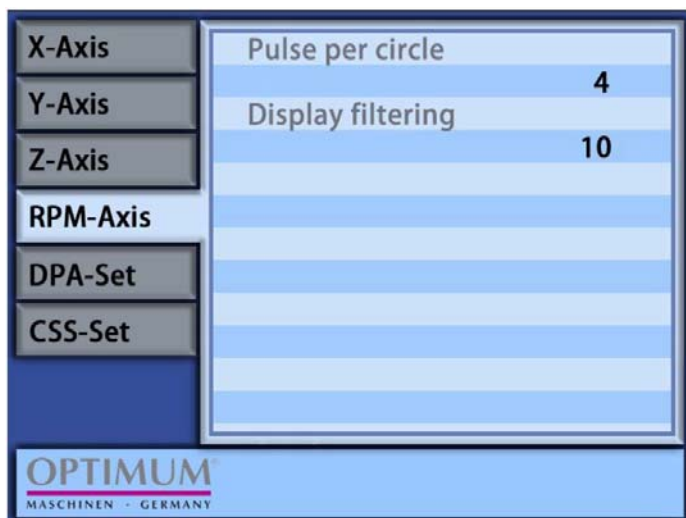 X-Axis
Y-Axis
Z-Axis
RPM-Axis
DPA-Set
CSS-Set
Pulse per circle
4
Display filtering
10
OPTIMUM®
MASCHINEN - GERMANY